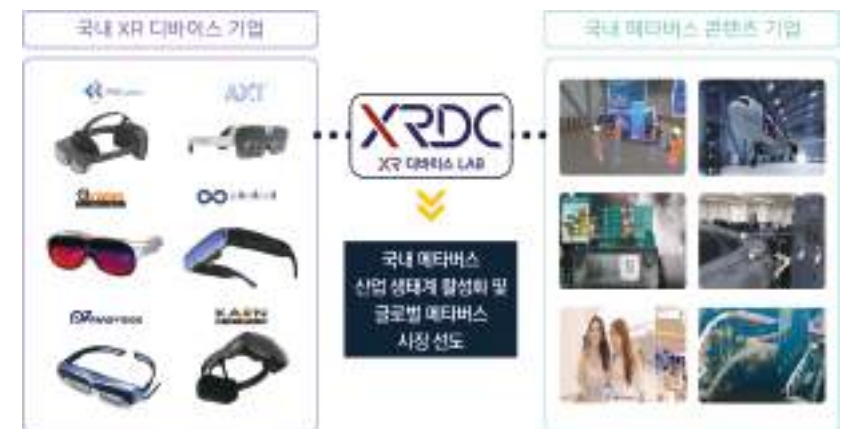 국내 XR 디바이스 기업
국내 메타버스 콘텐츠 기업
XRDC
XR 디바이스 LAB
국내 메타버스
산업 생태계 활성화 및
글로벌 메타버스
시장 선도